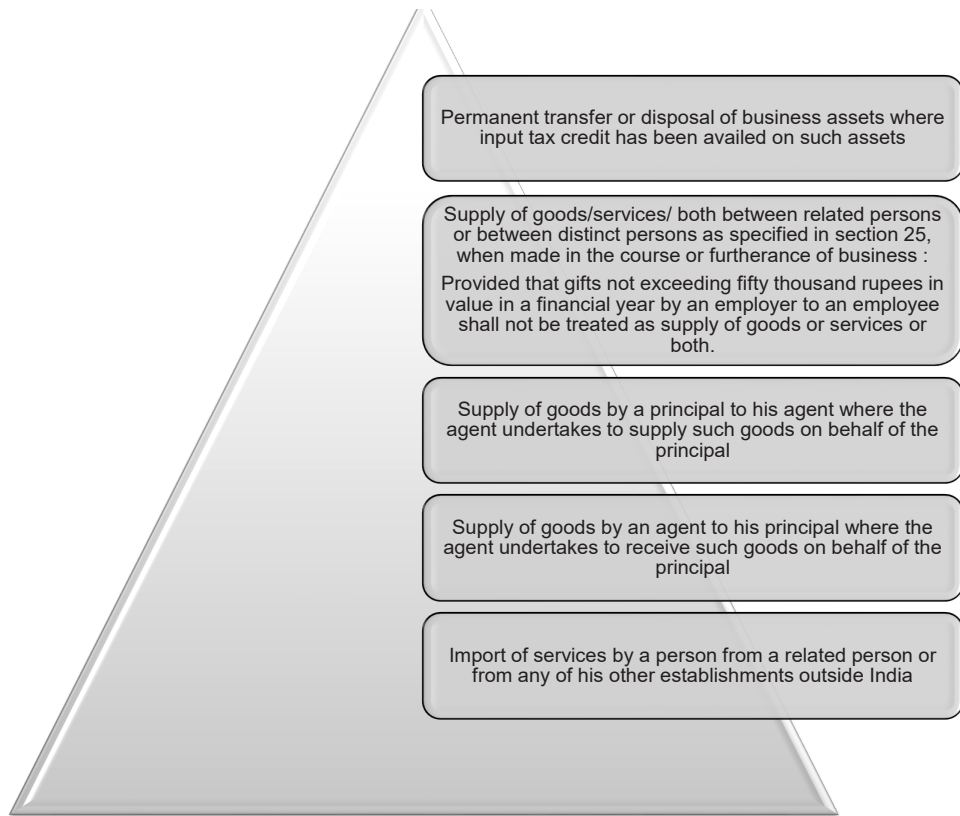 Permanent transfer or disposal of business assets where
input tax credit has been availed on such assets
Supply of goods/services/ both between related persons
or between distinct persons as specified in section 25,
when made in the course or furtherance of business :
Provided that gifts not exceeding fifty thousand rupees in
value in a financial year by an employer to an employee
shall not be treated as supply of goods or services or
both.
Supply of goods by a principal to his agent where the
agent undertakes to supply such goods on behalf of the
principal
Supply of goods by an agent to his principal where the
agent undertakes to receive such goods on behalf of the
principal
Import of services by a person from a related person or
from any of his other establishments outside India